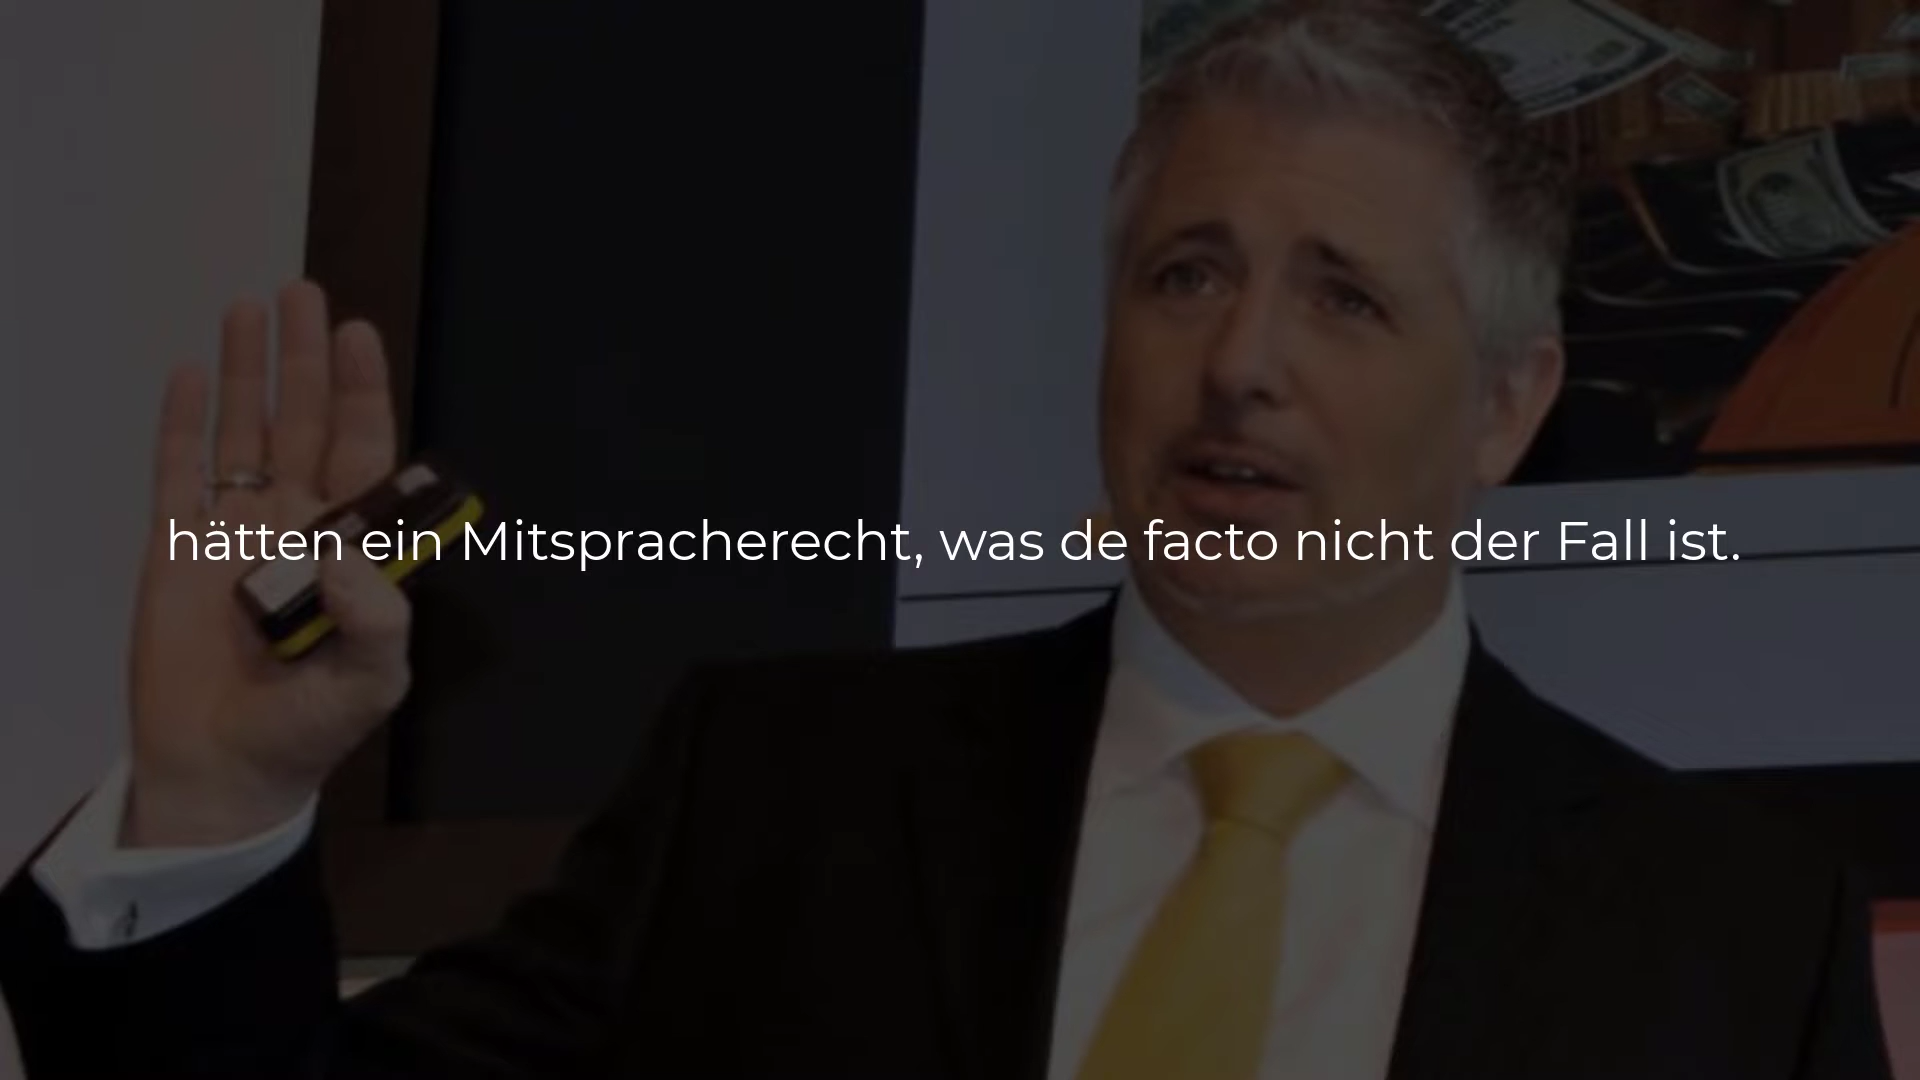 hätten ein Mitspracherecht, was de facto nicht der Fall ist.